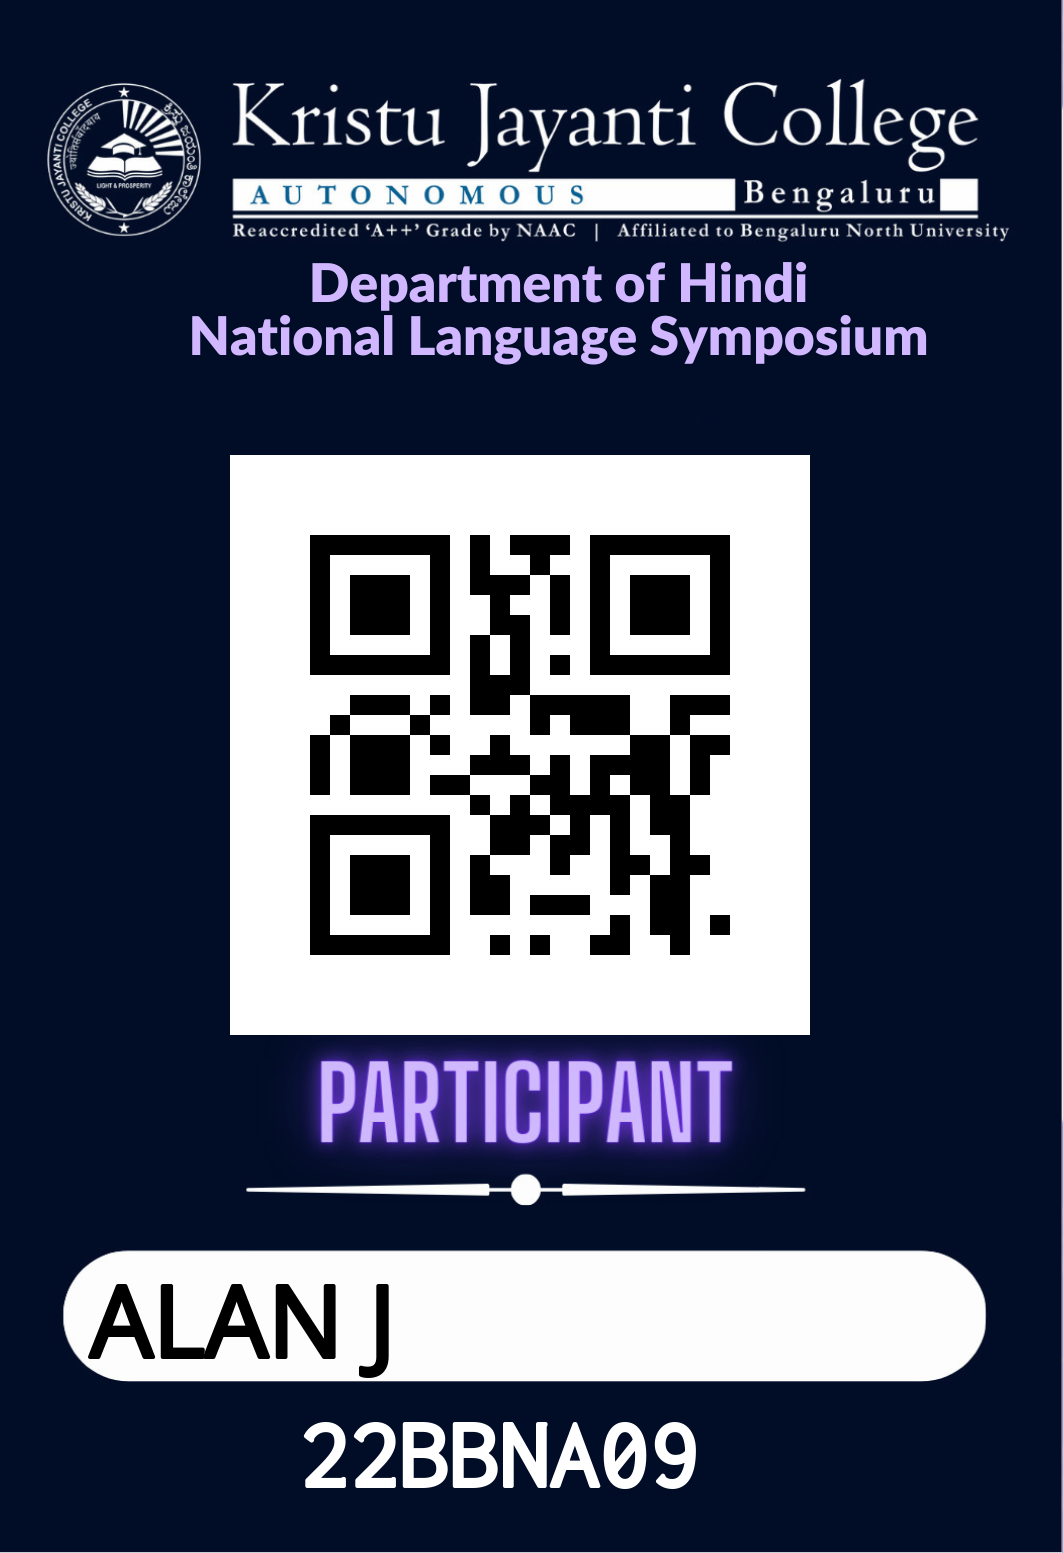 Kristu Jayanti College
AUTONOMOUS Bengaluru
Reaccredited ‘A++’ Grade by NAAC | Affiliated to Bengaluru North University
KRISTU JAYANTI COLLEGE
LIGHT & PROSPERITY
Department of Hindi
National Language Symposium
PARTICIPANT
ALAN J
22BBNA09